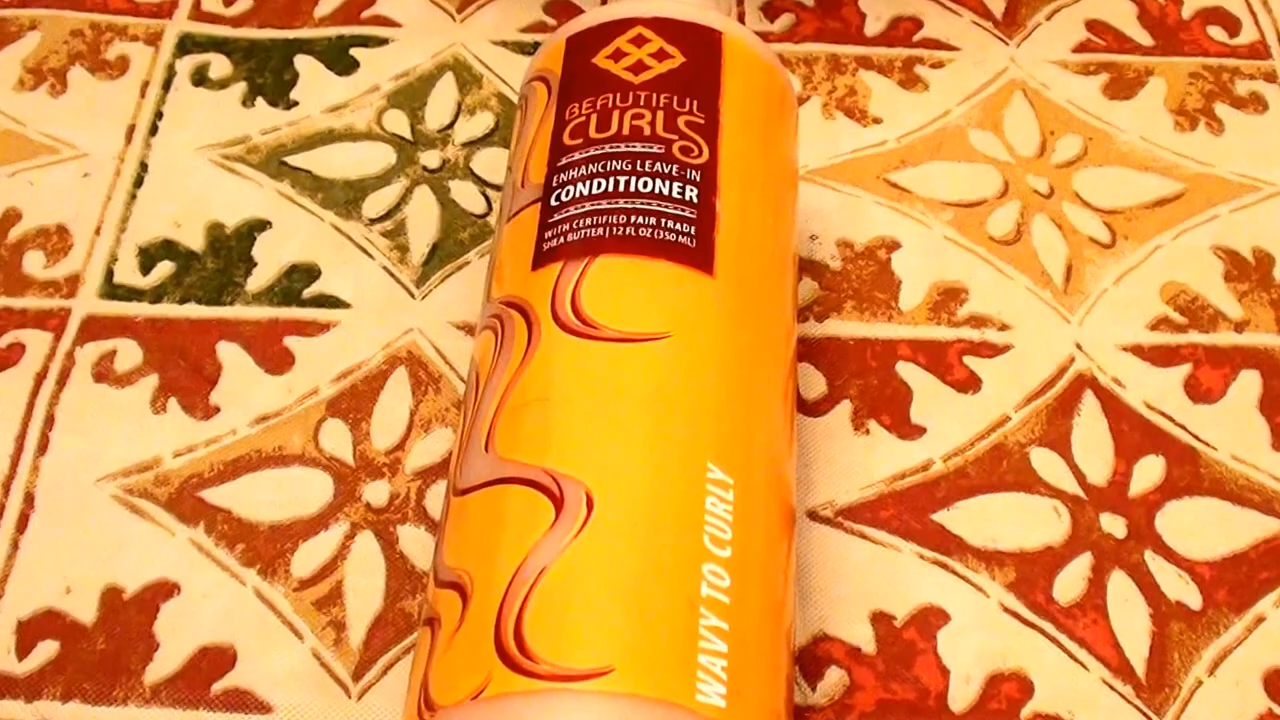 BEAUTIFUL
CURLS
ENHANCING LEAVE-IN
CONDITIONER
WITH CERTIFIED FAIR TRADE
SHEA BUTTER | 12 FL OZ (350 ML)
WAVY TO CURLY